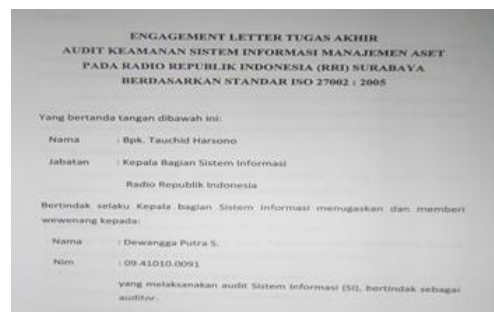 ENGAGEMENT LETTER TUGAS AKHIR
AUDIT KEAMANAN SISTEM INFORMASI MANAJEMEN ASET
PADA RADIO REPUBLIK INDONESIA (RRI) SURABAYA
BERDASARKAN STANDAR ISO 27002 : 2005
Yang bertanda tangan dibawah ini:
Nama : Bpk. Tauchid Harsono
Jabatan : Kepala Bagian Sistem Informasi
Radio Republik Indonesia
Bertindak selaku Kepala bagian Sistem Informasi menugaskan dan memberi
wewenang kepada:
Nama : Dewangga Putra S.
Nim : 09.41010.0091
yang melaksanakan audit Sistem Informasi (SI), bertindak sebagai
auditor.